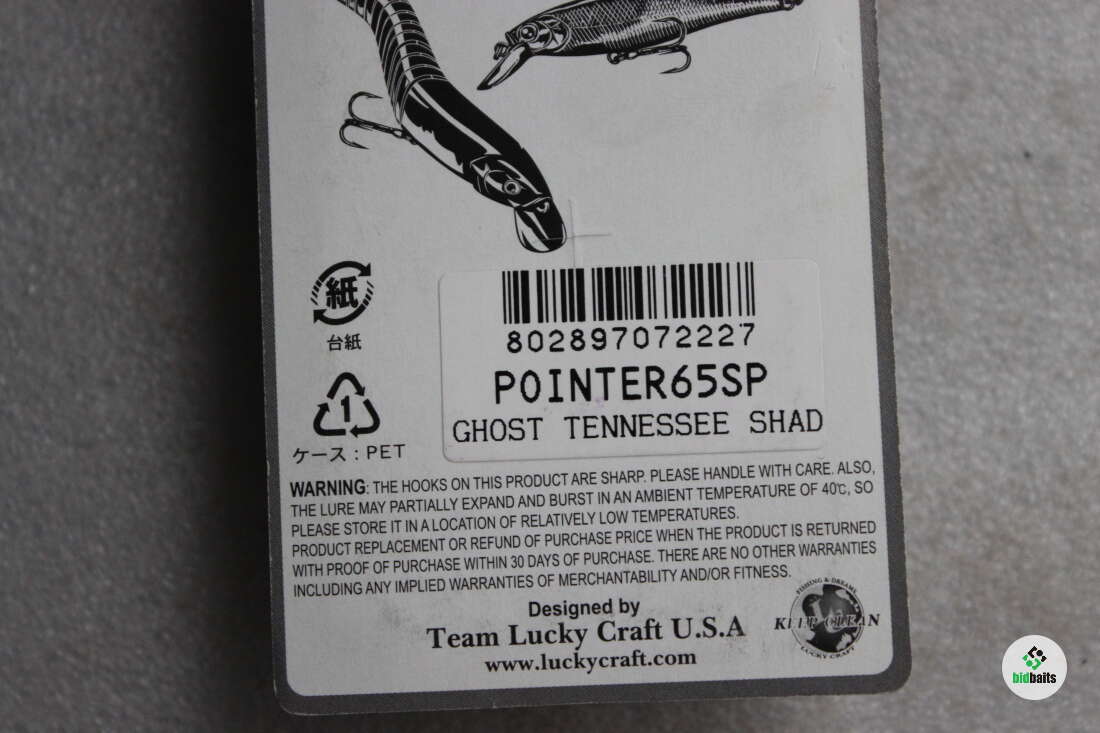 紙
台紙
1
ケース：PET
802897072227
POINTER65SP
GHOST TENNESSEE SHAD
WARNING: THE HOOKS ON THIS PRODUCT ARE SHARP. PLEASE HANDLE WITH CARE. ALSO,
THE LURE MAY PARTIALLY EXPAND AND BURST IN AN AMBIENT TEMPERATURE OF 40℃, SO
PLEASE STORE IT IN A LOCATION OF RELATIVELY LOW TEMPERATURES.
PRODUCT REPLACEMENT OR REFUND OF PURCHASE PRICE WHEN THE PRODUCT IS RETURNED
WITH PROOF OF PURCHASE WITHIN 30 DAYS OF PURCHASE. THERE ARE NO OTHER WARRANTIES
INCLUDING ANY IMPLIED WARRANTIES OF MERCHANTABILITY AND/OR FITNESS.
Designed by
Team Lucky Craft U.S.A
www.luckycraft.com
FISHING & DREAMS
KEEP CLEAN
LUCKY CRAFT
bidbaits